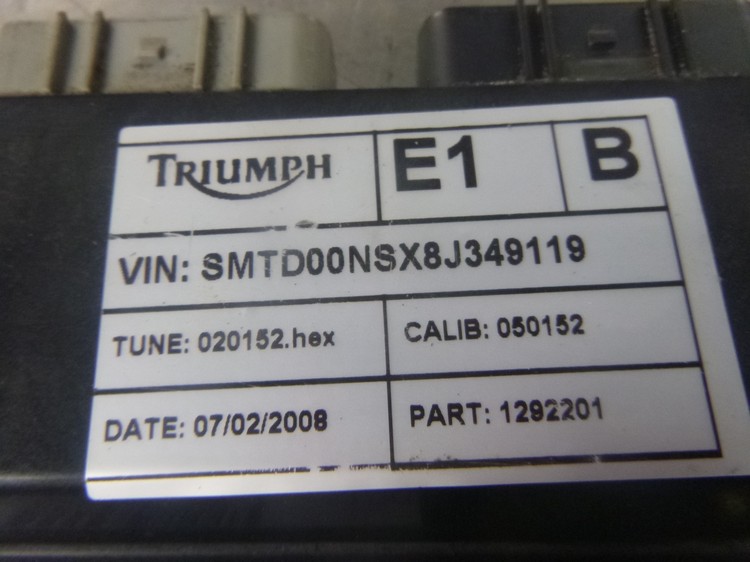 TRIUMPH E1 B
VIN: SMTD00NSX8J349119
TUNE: 020152.hex CALIB: 050152
DATE: 07/02/2008 PART: 1292201